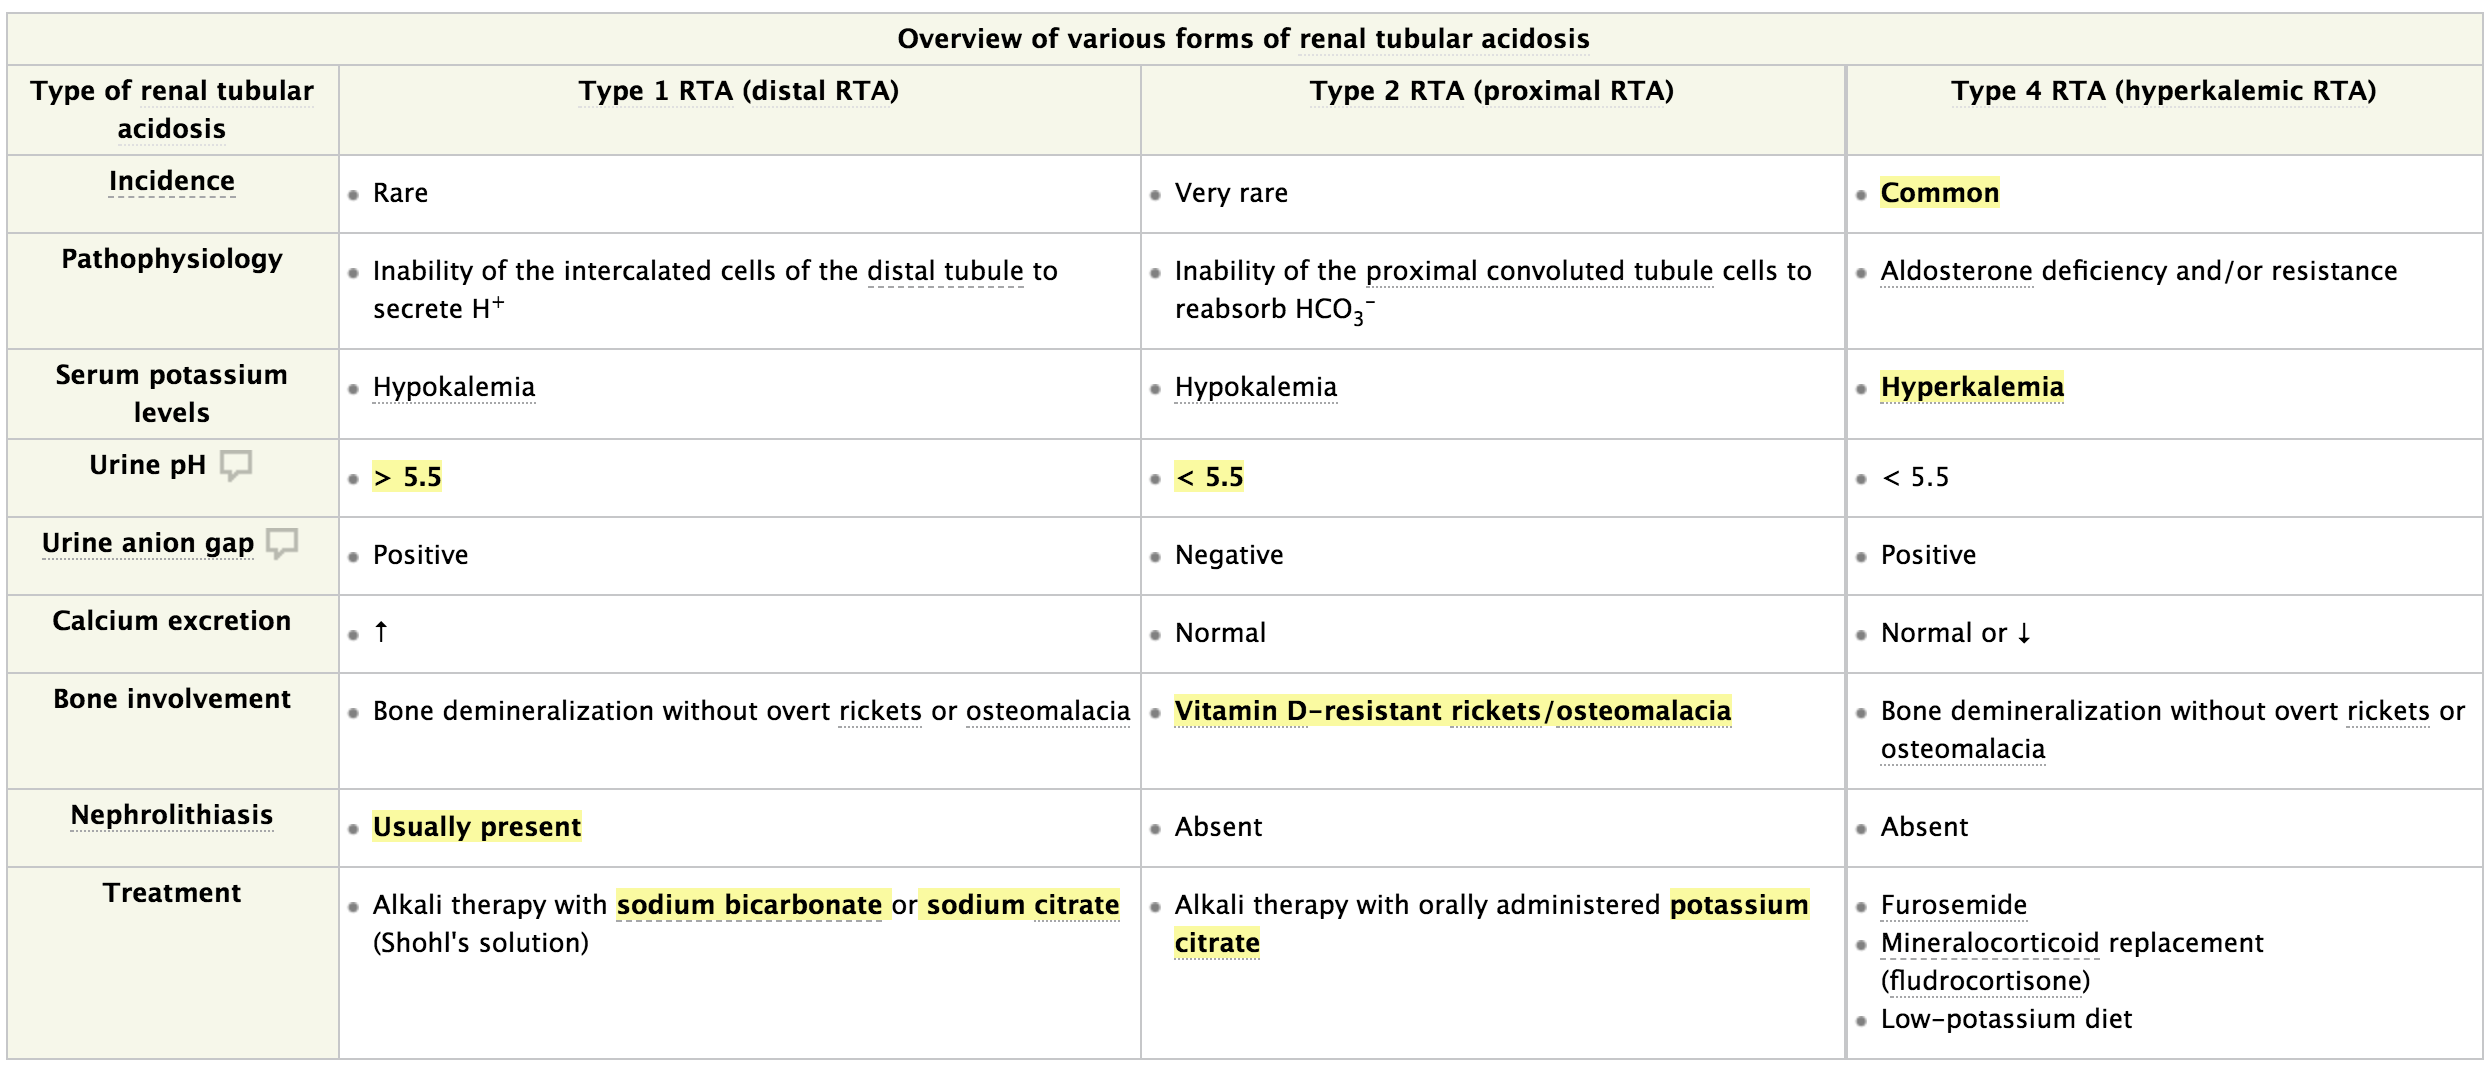 Overview of various forms of renal tubular acidosis
Type of renal tubular
acidosis
Type 1 RTA (distal RTA)
Type 2 RTA (proximal RTA)
Type 4 RTA (hyperkalemic RTA)
Incidence
Rare
Very rare
Common
Pathophysiology
Inability of the intercalated cells of the distal tubule to
secrete H⁺
Inability of the proximal convoluted tubule cells to
reabsorb HCO₃⁻
Aldosterone deficiency and/or resistance
Serum potassium
levels
Hypokalemia
Hypokalemia
Hyperkalemia
Urine pH
> 5.5
< 5.5
< 5.5
Urine anion gap
Positive
Negative
Positive
Calcium excretion
↑
Normal
Normal or ↓
Bone involvement
Bone demineralization without overt rickets or osteomalacia
Vitamin D-resistant rickets/osteomalacia
Bone demineralization without overt rickets or
osteomalacia
Nephrolithiasis
Usually present
Absent
Absent
Treatment
Alkali therapy with sodium bicarbonate or sodium citrate
(Shohl's solution)
Alkali therapy with orally administered potassium
citrate
Furosemide
Mineralocorticoid replacement
(fludrocortisone)
Low-potassium diet